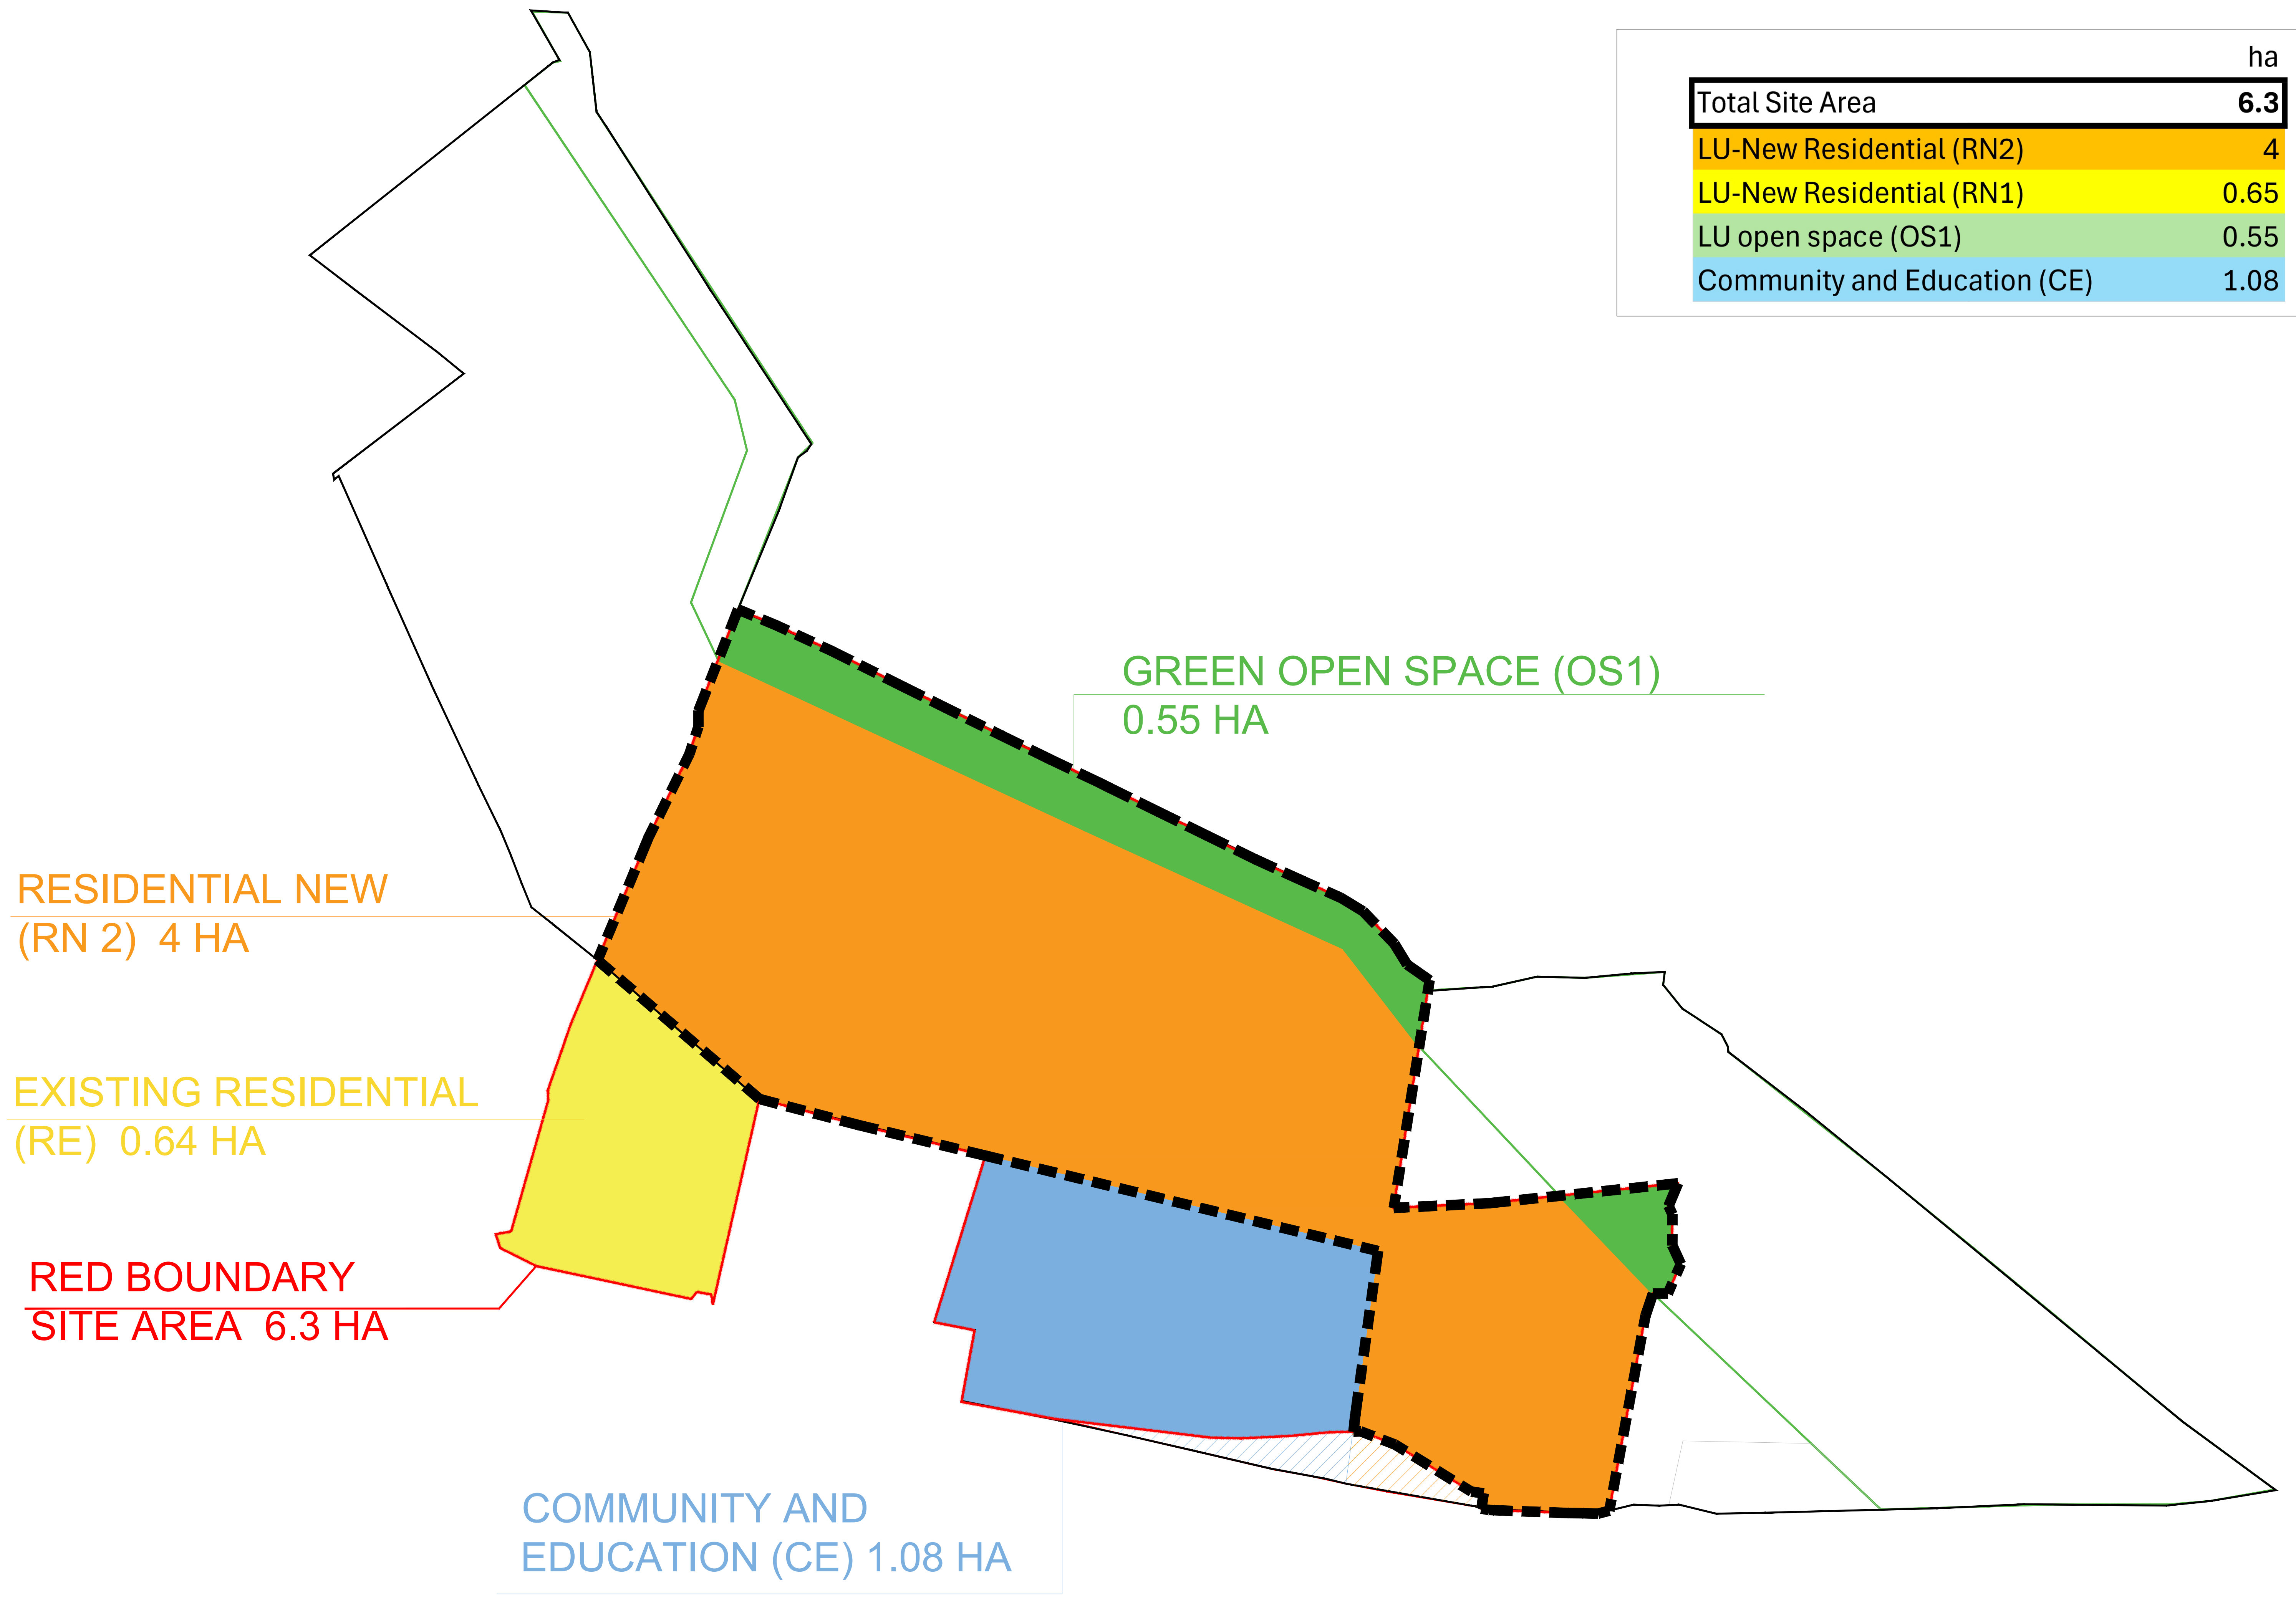 ha
Total Site Area 6.3
LU-New Residential (RN2) 4
LU-New Residential (RN1) 0.65
LU open space (OS1) 0.55
Community and Education (CE) 1.08
GREEN OPEN SPACE (OS1)
0.55 HA
RESIDENTIAL NEW
(RN 2) 4 HA
EXISTING RESIDENTIAL
(RE) 0.64 HA
RED BOUNDARY
SITE AREA 6.3 HA
COMMUNITY AND
EDUCATION (CE) 1.08 HA